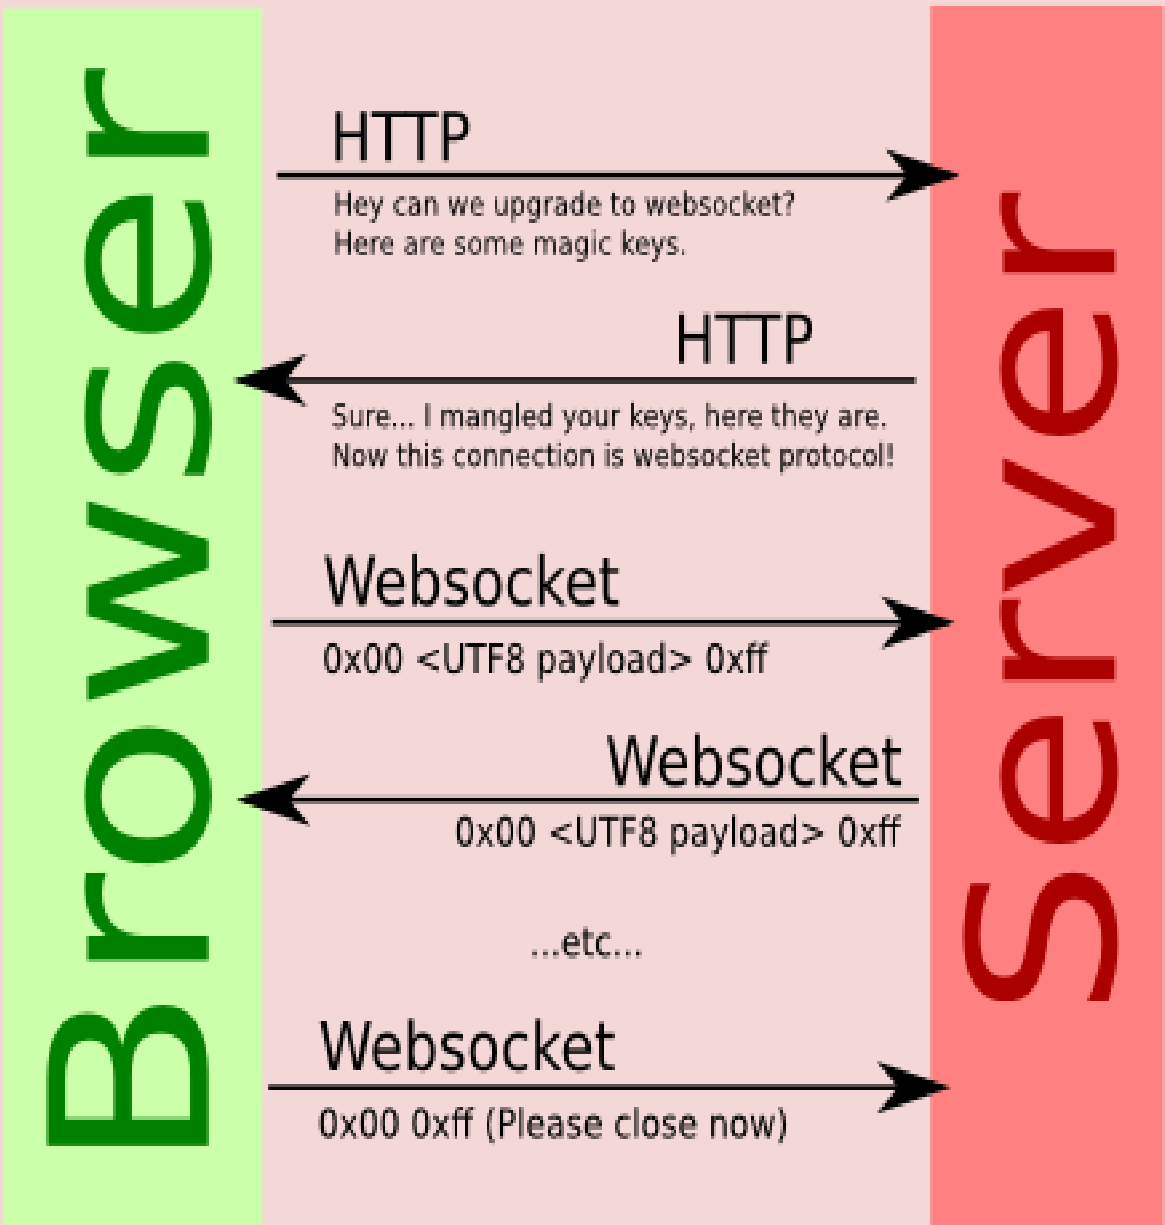 Browser
HTTP
Hey can we upgrade to websocket?
Here are some magic keys.
HTTP
Sure... I mangled your keys, here they are.
Now this connection is websocket protocol!
Websocket
0x00 <UTF8 payload> 0xff
Websocket
0x00 <UTF8 payload> 0xff
...etc...
Websocket
0x00 0xff (Please close now)
Server